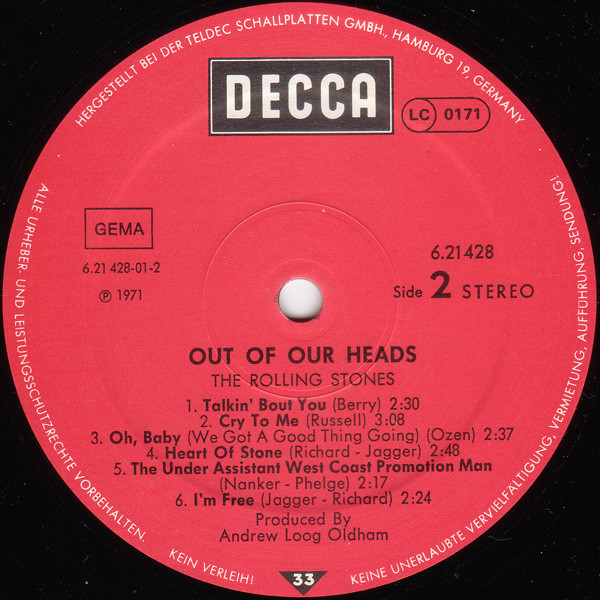 HERGESTELLT BEI DER TELDEC SCHALLPLATTEN GMBH, HAMBURG 19, GERMANY
DECCA
LC 0171
GEMA
6.21 428-01-2
℗ 1971
6.21428
Side 2 STEREO
OUT OF OUR HEADS
THE ROLLING STONES
1. Talkin' Bout You (Berry) 2:30
2. Cry To Me (Russell) 3:08
3. Oh, Baby (We Got A Good Thing Going) (Ozen) 2:37
4. Heart Of Stone (Richard - Jagger) 2:48
5. The Under Assistant West Coast Promotion Man
(Nanker - Phelge) 2:17
6. I'm Free (Jagger - Richard) 2:24
Produced By
Andrew Loog Oldham
33
ALLE URHEBER- UND LEISTUNGSSCHUTZRECHTE VORBEHALTEN.
KEIN VERLEIH!
KEINE UNERLAUBTE VERVIELFÄLTIGUNG, VERMIETUNG, AUFFÜHRUNG, SENDUNG!